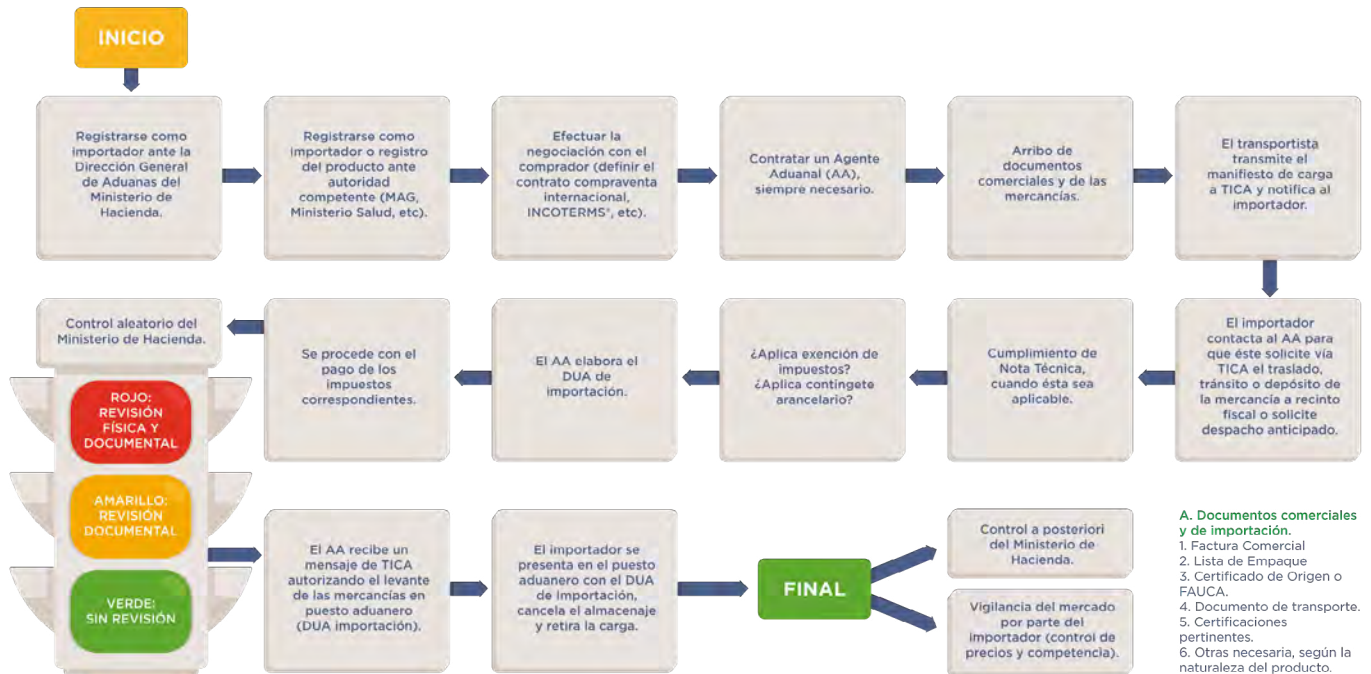 INICIO
Registrarse como
importador ante la
Dirección General
de Aduanas del
Ministerio de
Hacienda.
Registrarse como
importador o registro
del producto ante
autoridad
competente (MAG,
Ministerio Salud, etc).
Efectuar la
negociación con el
comprador (definir el
contrato compraventa
internacional,
INCOTERMS®, etc).
Contratar un Agente
Aduanal (AA),
siempre necesario.
Arribo de
documentos
comerciales y de las
mercancías.
El transportista
transmite el
manifiesto de carga
a TICA y notifica al
importador.
El importador
contacta al AA para
que éste solicite vía
TICA el traslado,
tránsito o depósito de
la mercancía a recinto
fiscal o solicite
despacho anticipado.
Cumplimiento de
Nota Técnica,
cuando ésta sea
aplicable.
¿Aplica exención de
impuestos?
¿Aplica contingete
arancelario?
El AA elabora el
DUA de
importación.
Se procede con el
pago de los
impuestos
correspondientes.
Control aleatorio del
Ministerio de Hacienda.
ROJO:
REVISIÓN
FÍSICA Y
DOCUMENTAL
AMARILLO:
REVISIÓN
DOCUMENTAL
VERDE:
SIN REVISIÓN
El AA recibe un
mensaje de TICA
autorizando el levante
de las mercancías en
puesto aduanero
(DUA importación).
El importador se
presenta en el puesto
aduanero con el DUA
de Importación,
cancela el almacenaje
y retira la carga.
FINAL
Control a posteriori
del Ministerio de
Hacienda.
Vigilancia del mercado
por parte del
importador (control de
precios y competencia).
A. Documentos comerciales
y de importación.
1. Factura Comercial
2. Lista de Empaque
3. Certificado de Origen o
FAUCA.
4. Documento de transporte.
5. Certificaciones
pertinentes.
6. Otras necesaria, según la
naturaleza del producto.